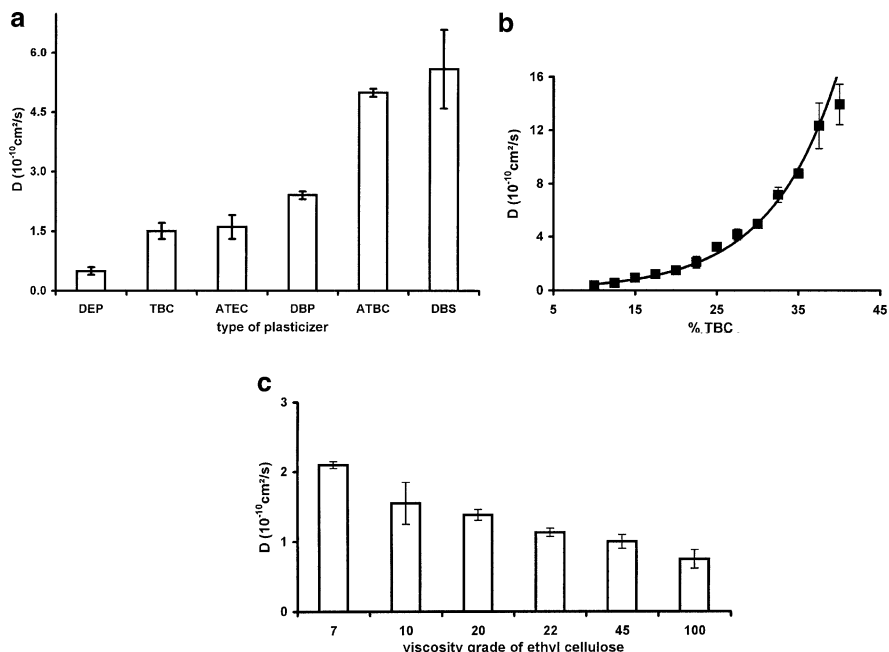 a
D (10⁻¹⁰cm²/s)
6.0
4.5
3.0
1.5
0.0
DEP TBC ATEC DBP ATBC DBS
type of plasticizer
b
D (10⁻¹⁰cm²/s)
16
12
8
4
0
5 15 25 35 45
% TBC
c
D (10⁻¹⁰cm²/s)
3
2
1
0
7 10 20 22 45 100
viscosity grade of ethyl cellulose